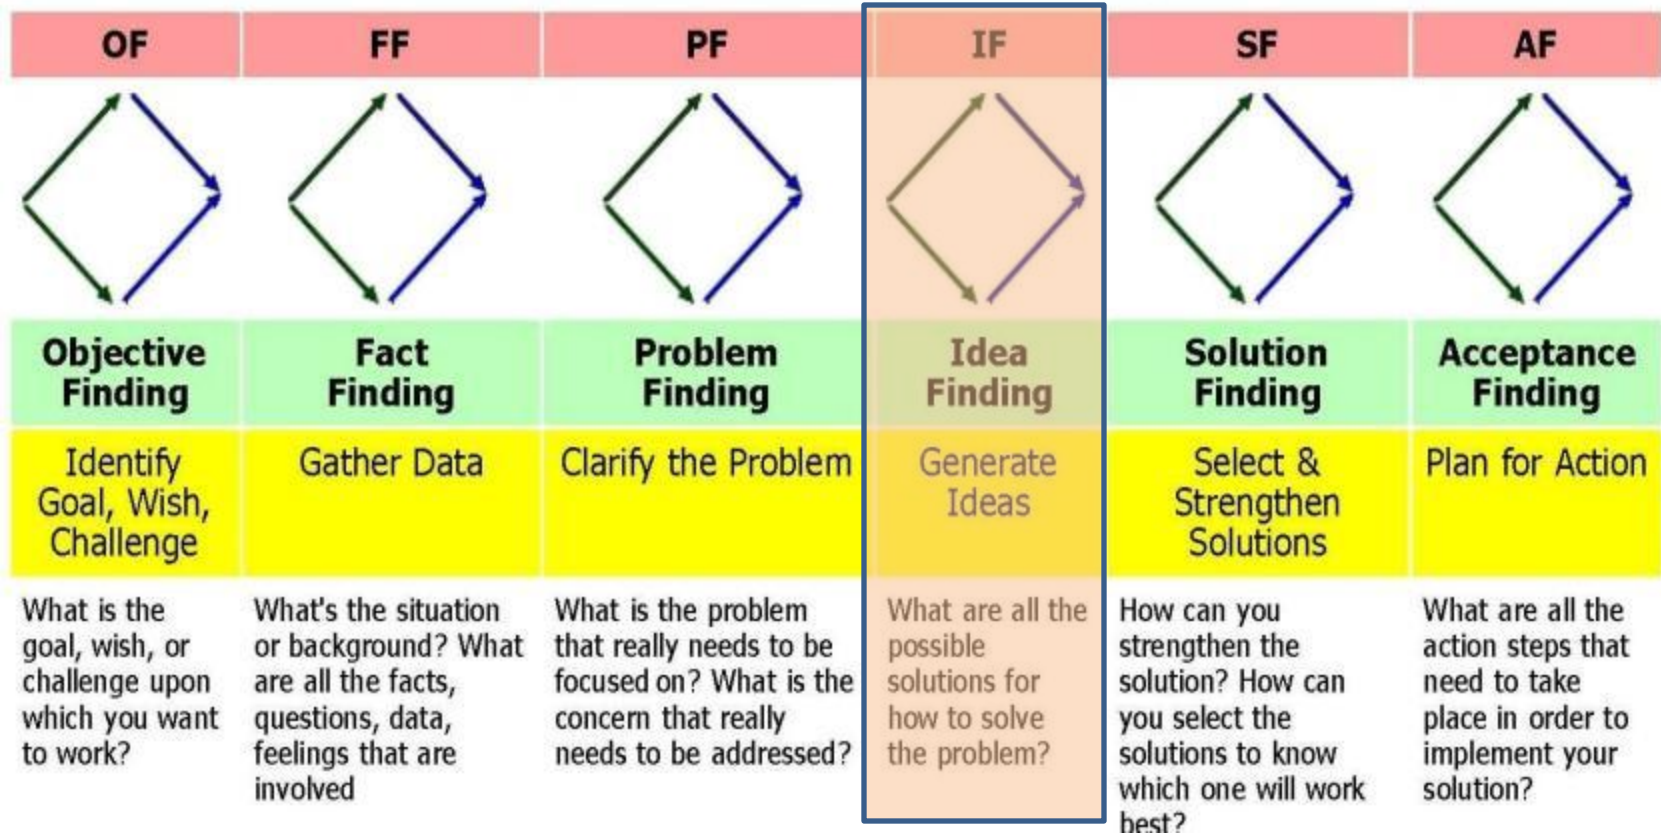 OF
FF
PF
IF
SF
AF
Objective
Finding
Fact
Finding
Problem
Finding
Idea
Finding
Solution
Finding
Acceptance
Finding
Identify
Goal, Wish,
Challenge
Gather Data
Clarify the Problem
Generate
Ideas
Select &
Strengthen
Solutions
Plan for Action
What is the
goal, wish, or
challenge upon
which you want
to work?
What's the situation
or background? What
are all the facts,
questions, data,
feelings that are
involved
What is the problem
that really needs to be
focused on? What is the
concern that really
needs to be addressed?
What are all the
possible
solutions for
how to solve
the problem?
How can you
strengthen the
solution? How can
you select the
solutions to know
which one will work
best?
What are all the
action steps that
need to take
place in order to
implement your
solution?